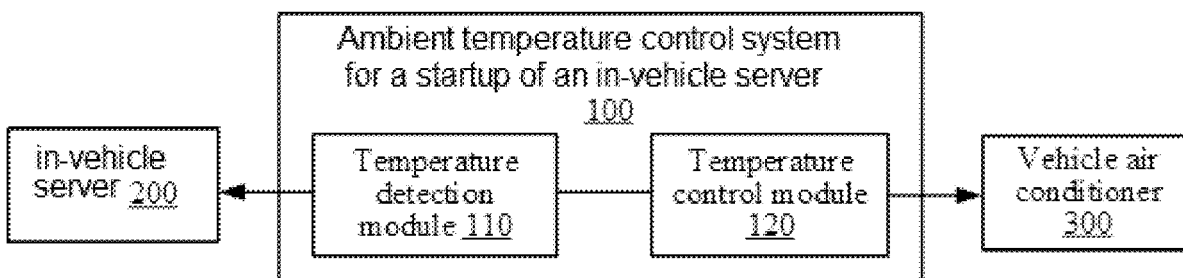 Ambient temperature control system
for a startup of an in-vehicle server
100
in-vehicle
server 200
Temperature
detection
module 110
Temperature
control module
120
Vehicle air
conditioner
300